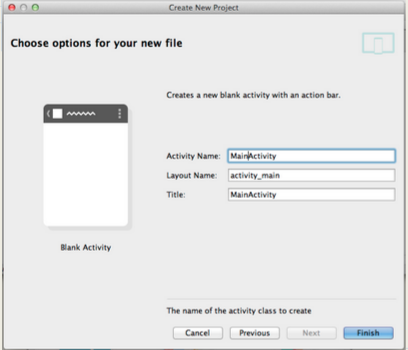 Create New Project
Choose options for your new file
Creates a new blank activity with an action bar.
Activity Name: MainActivity
Layout Name: activity_main
Title: MainActivity
Blank Activity
The name of the activity class to create
Cancel Previous Next Finish